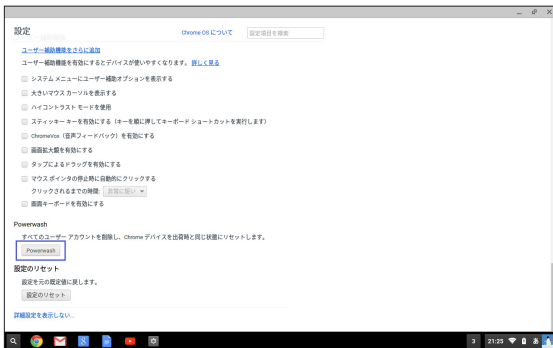 設定
Chrome OS について
設定項目を検索
ユーザー補助機能をさらに追加
ユーザー補助機能を有効にするとデバイスが使いやすくなります。 詳しく見る
システム メニューにユーザー補助オプションを表示する
大きいマウス カーソルを表示する
ハイコントラスト モードを使用
スティッキー キーを有効にする（キーを順に押してキーボード ショートカットを実行します）
ChromeVox（音声フィードバック）を有効にする
画面拡大鏡を有効にする
タップによるドラッグを有効にする
マウス ポインタの停止時に自動的にクリックする
クリックされるまでの時間: 非常に短い
画面キーボードを有効にする
Powerwash
すべてのユーザー アカウントを削除し、Chrome デバイスを出荷時と同じ状態にリセットします。
Powerwash
設定のリセット
設定を元の既定値に戻します。
設定のリセット
詳細設定を表示しない...
3 21:25 あ